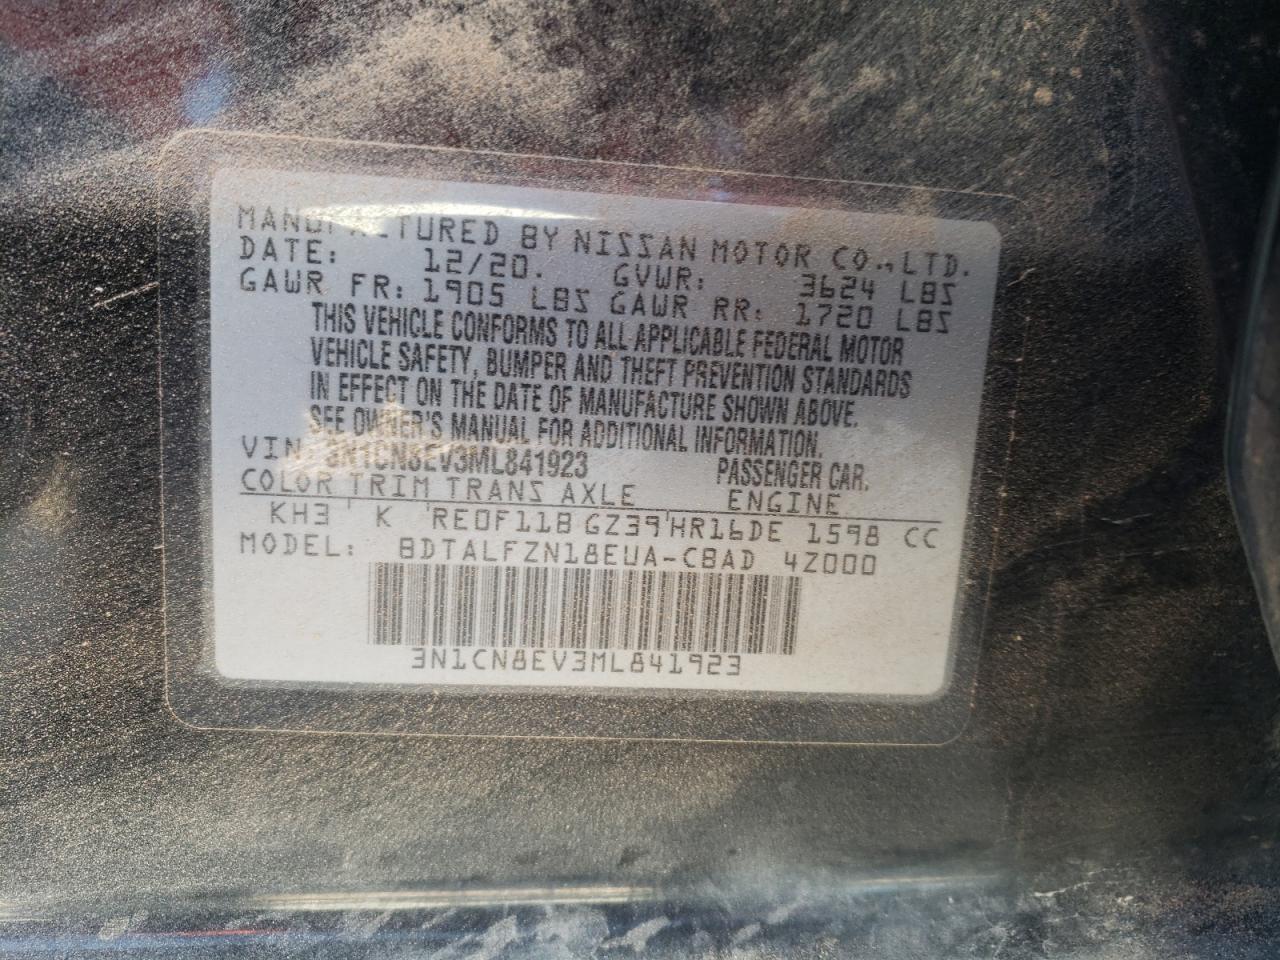 MANUFACTURED BY NISSAN MOTOR CO., LTD.
DATE: 12/20. GVWR: 3624 LBS
GAWR FR: 1905 LBS GAWR RR: 1720 LBS
THIS VEHICLE CONFORMS TO ALL APPLICABLE FEDERAL MOTOR
VEHICLE SAFETY, BUMPER AND THEFT PREVENTION STANDARDS
IN EFFECT ON THE DATE OF MANUFACTURE SHOWN ABOVE.
SEE OWNER'S MANUAL FOR ADDITIONAL INFORMATION.
VIN: 3N1CN8EV3ML841923 PASSENGER CAR.
COLOR TRIM TRANS AXLE ENGINE
KH3 K RE0F11B GZ39 HR16DE 1598 CC
MODEL: BDTALFZN18EUA-CBAD 4Z000
3N1CN8EV3ML841923